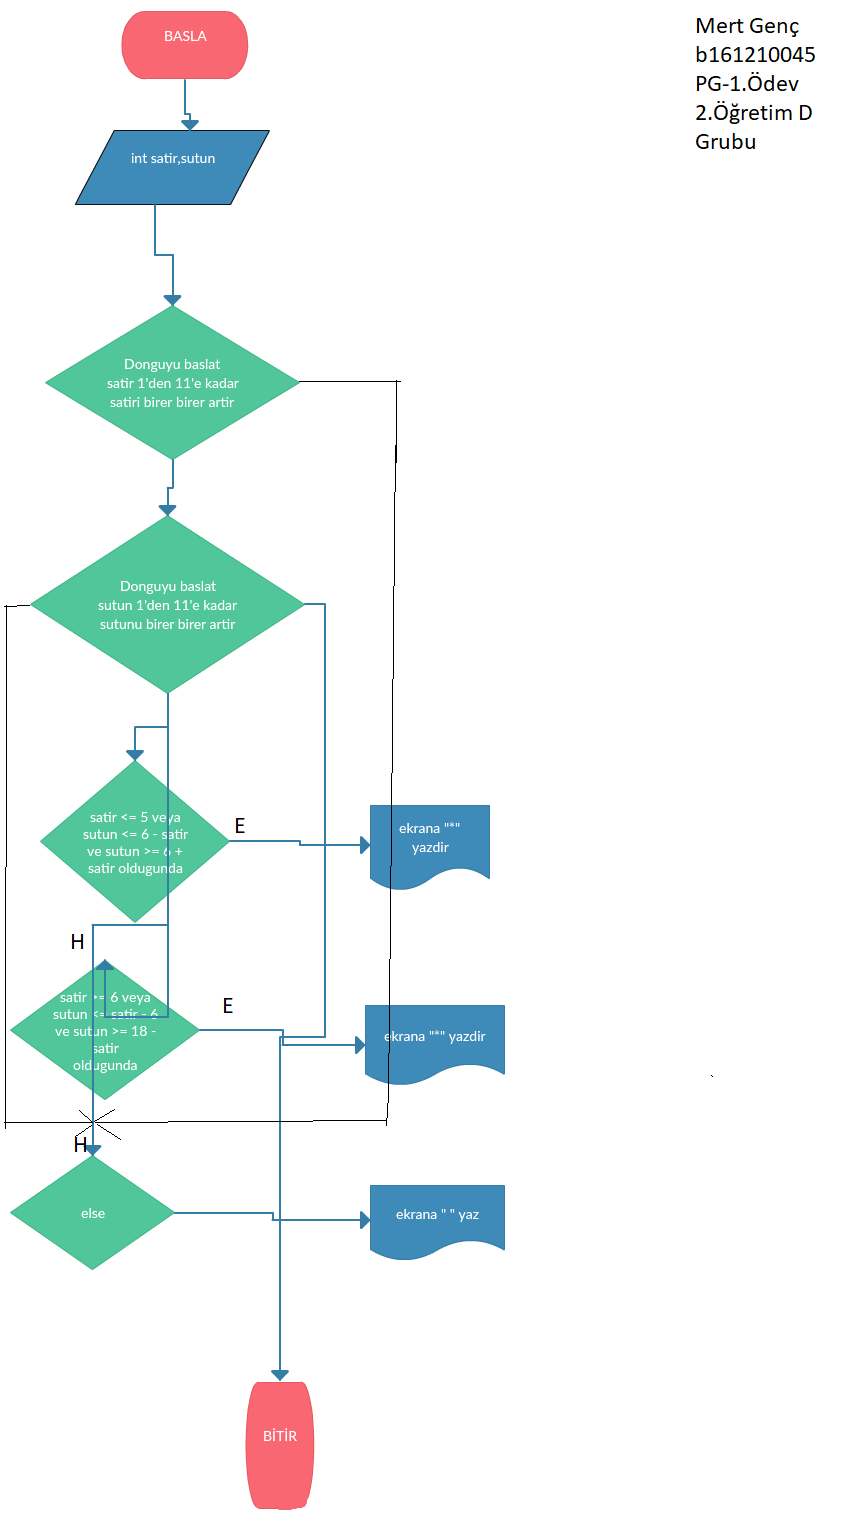 BASLA
Mert Genç
b161210045
PG-1.Ödev
2.Öğretim D
Grubu
int satir,sutun
Donguyu baslat
satir 1'den 11'e kadar
satiri birer birer artir
Donguyu baslat
sutun 1'den 11'e kadar
sutunu birer birer artir
satir <= 5 veya
sutun <= 6 - satir
ve sutun >= 6 +
satir oldugunda
E
ekrana "*"
yazdir
H
satir >= 6 veya
sutun <= satir - 6
ve sutun >= 18 -
satir
oldugunda
E
ekrana "*" yazdir
H
else
ekrana " " yaz
BİTİR